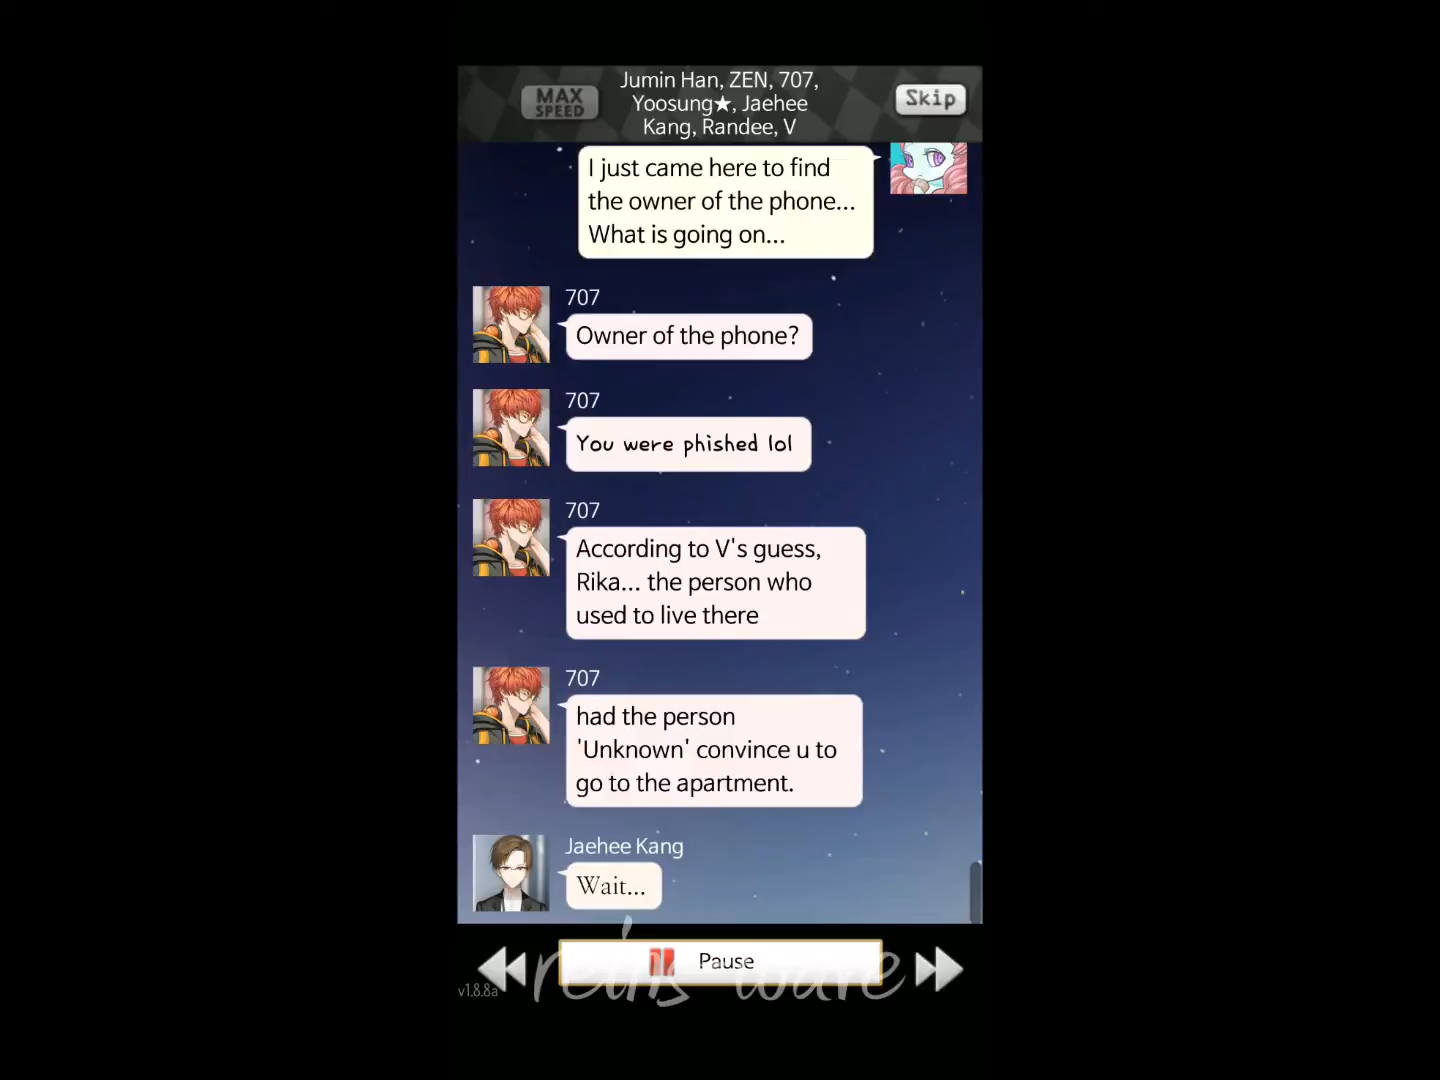 MAX
SPEED
Jumin Han, ZEN, 707,
Yoosung★, Jaehee
Kang, Randee, V
Skip
I just came here to find
the owner of the phone...
What is going on...
707
Owner of the phone?
707
You were phished lol
707
According to V's guess,
Rika... the person who
used to live there
707
had the person
'Unknown' convince u to
go to the apartment.
Jaehee Kang
Wait...
Pause
v1.8.8a